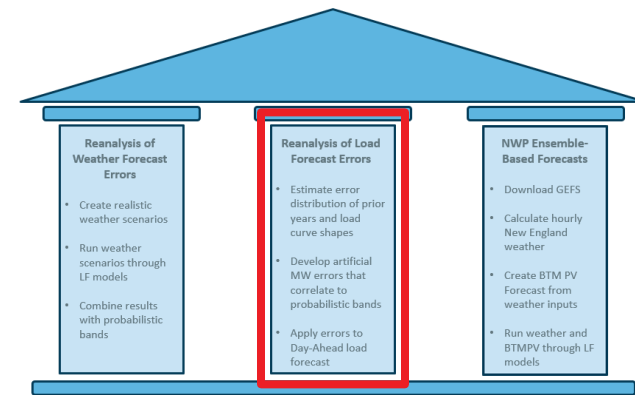 Reanalysis of
Weather Forecast
Errors
• Create realistic
weather scenarios
• Run weather
scenarios through
LF models
• Combine results
with probabilistic
bands
Reanalysis of Load
Forecast Errors
• Estimate error
distribution of prior
years and load
curve shapes
• Develop artificial
MW errors that
correlate to
probabilistic bands
• Apply errors to
Day-Ahead load
forecast
NWP Ensemble-
Based Forecasts
• Download GEFS
• Calculate hourly
New England
weather
• Create BTM PV
Forecast from
weather inputs
• Run weather and
BTMPV through LF
models